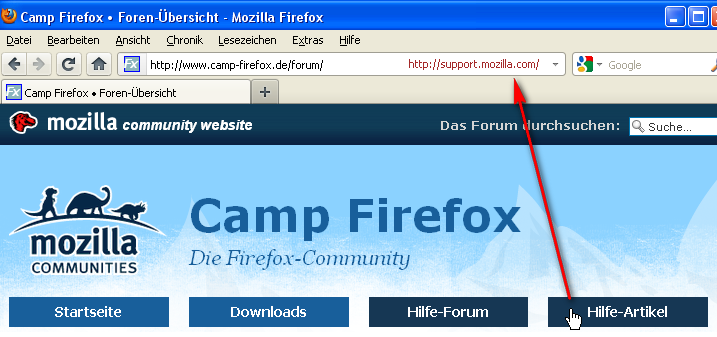 Camp Firefox • Foren-Übersicht - Mozilla Firefox
Datei Bearbeiten Ansicht Chronik Lesezeichen Extras Hilfe
FX http://www.camp-firefox.de/forum/ http://support.mozilla.com/ Google
FX Camp Firefox • Foren-Übersicht +
mozilla community website Das Forum durchsuchen: Suche...
Camp Firefox
Die Firefox-Community
mozilla
COMMUNITIES
Startseite Downloads Hilfe-Forum Hilfe-Artikel